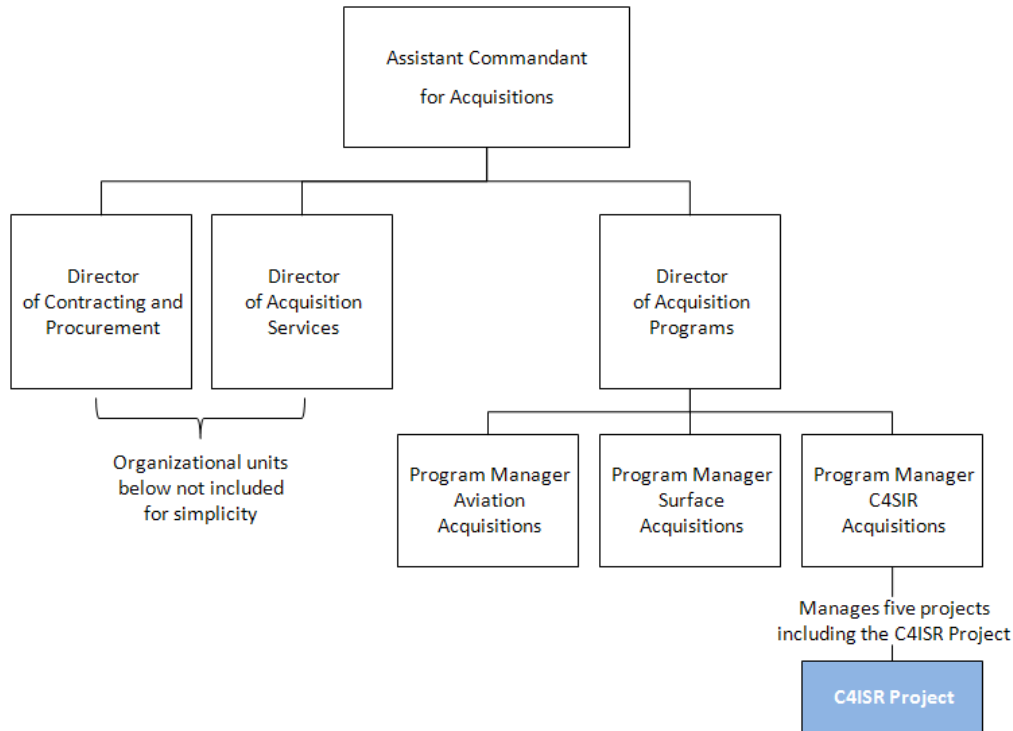 Assistant Commandant
for Acquisitions
Director
of Contracting and
Procurement
Director
of Acquisition
Services
Director
of Acquisition
Programs
Organizational units
below not included
for simplicity
Program Manager
Aviation
Acquisitions
Program Manager
Surface
Acquisitions
Program Manager
C4SIR
Acquisitions
Manages five projects
including the C4ISR Project
C4ISR Project